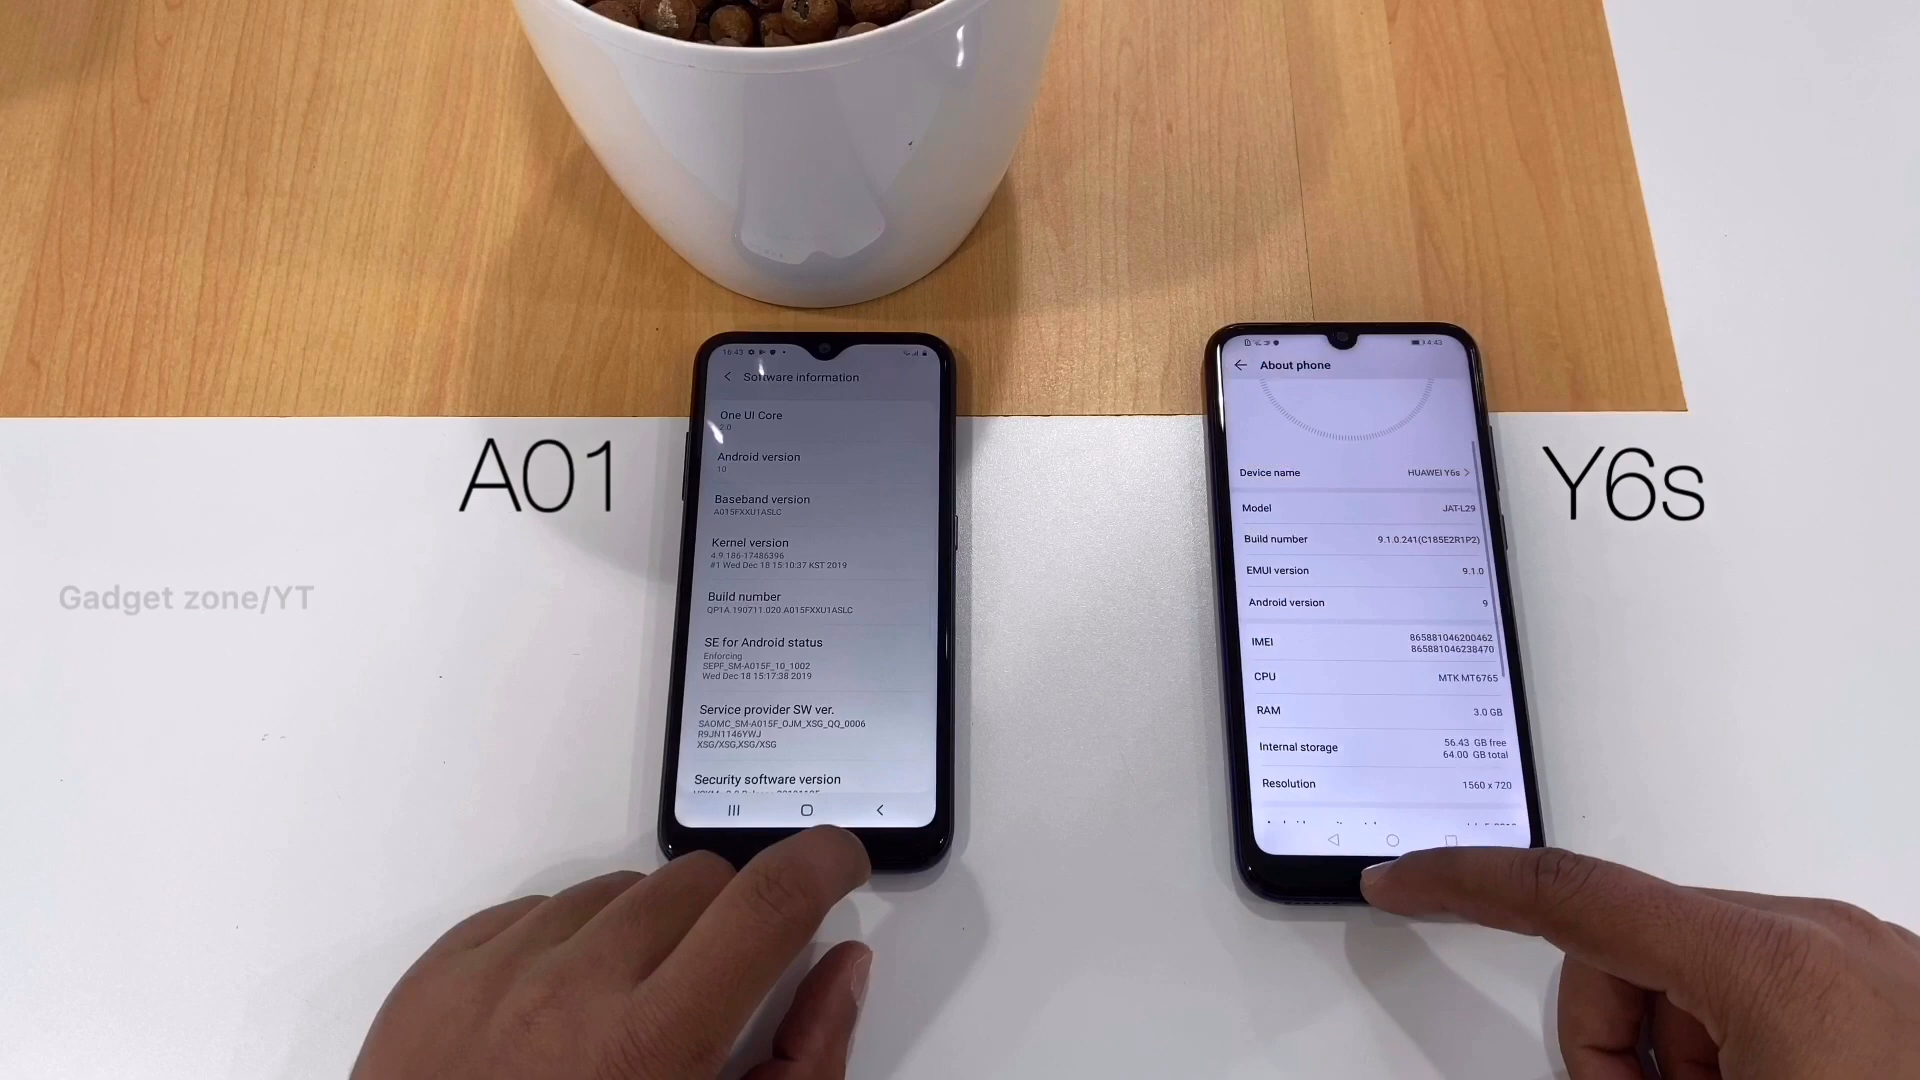 A01
Y6s
Gadget zone/YT
16:43
Software information
One UI Core
2.0
Android version
10
Baseband version
A015FXXU1ASLC
Kernel version
4.9.186-17486396
#1 Wed Dec 18 15:10:37 KST 2019
Build number
QP1A.190711.020.A015FXXU1ASLC
SE for Android status
Enforcing
SEPF_SM-A015F_10_1002
Wed Dec 18 15:17:38 2019
Service provider SW ver.
SAOMC_SM-A015F_OJM_XSG_QQ_0006
R9JN1146YWJ
XSG/XSG,XSG/XSG
Security software version
4:43
About phone
Device name HUAWEI Y6s
Model JAT-L29
Build number 9.1.0.241(C185E2R1P2)
EMUI version 9.1.0
Android version 9
IMEI 865881046200462
865881046238470
CPU MTK MT6765
RAM 3.0 GB
Internal storage 56.43 GB free
64.00 GB total
Resolution 1560 x 720